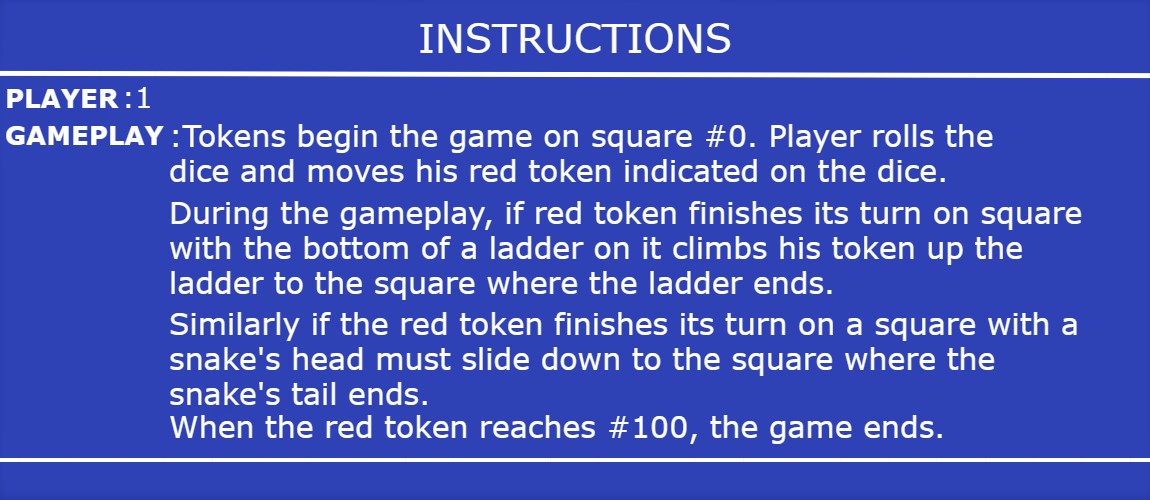 INSTRUCTIONS
PLAYER :1
GAMEPLAY :Tokens begin the game on square #0. Player rolls the
dice and moves his red token indicated on the dice.
During the gameplay, if red token finishes its turn on square
with the bottom of a ladder on it climbs his token up the
ladder to the square where the ladder ends.
Similarly if the red token finishes its turn on a square with a
snake's head must slide down to the square where the
snake's tail ends.
When the red token reaches #100, the game ends.